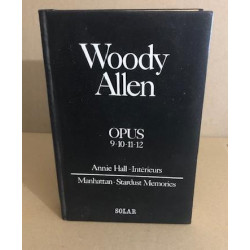 Woody
Allen
OPUS
9·10·11·12
Annie Hall · Intérieurs
Manhattan · Stardust Memories
SOLAR